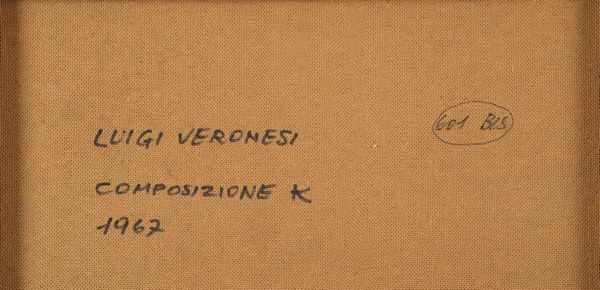 LUIGI VERONESI
601 BIS
COMPOSIZIONE K
1967